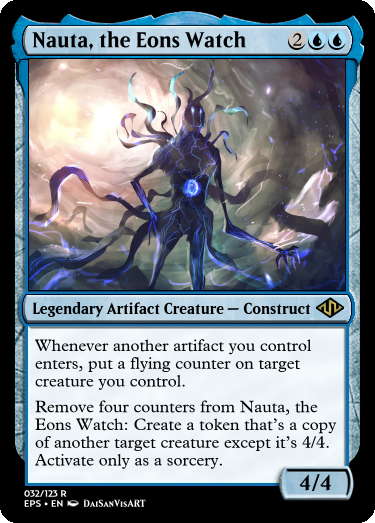 Nauta, the Eons Watch 2
Legendary Artifact Creature — Construct
Whenever another artifact you control
enters, put a flying counter on target
creature you control.
Remove four counters from Nauta, the
Eons Watch: Create a token that's a copy
of another target creature except it's 4/4.
Activate only as a sorcery.
4/4
032/123 R
EPS • EN DaiSanVisART